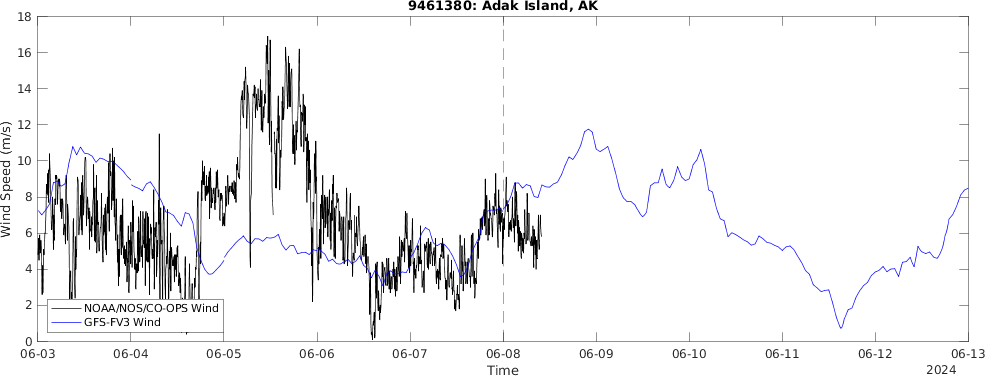 9461380: Adak Island, AK
Wind Speed (m/s)
18
16
14
12
10
8
6
4
2
0
NOAA/NOS/CO-OPS Wind
GFS-FV3 Wind
06-03 06-04 06-05 06-06 06-07 06-08 06-09 06-10 06-11 06-12 06-13
Time
2024